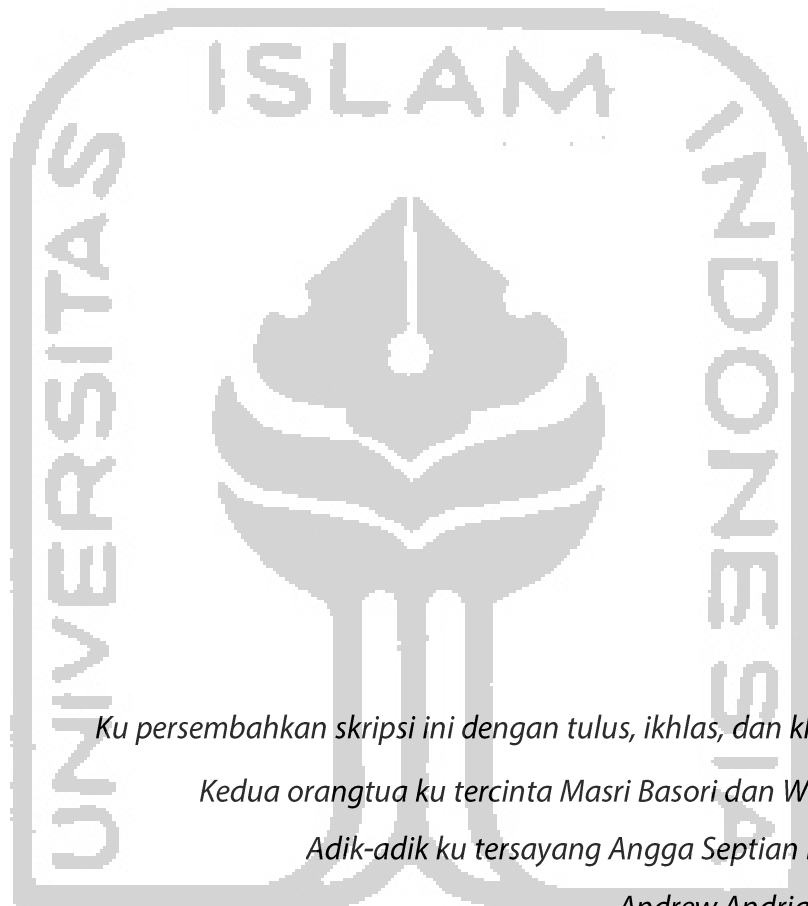 ISLAM
UNIVERSITAS
INDONESIA
Ku persembahkan skripsi ini dengan tulus, ikhlas, dan
Kedua orangtua ku tercinta Masri Basori dan
Adik-adik ku tersayang Angga Septian